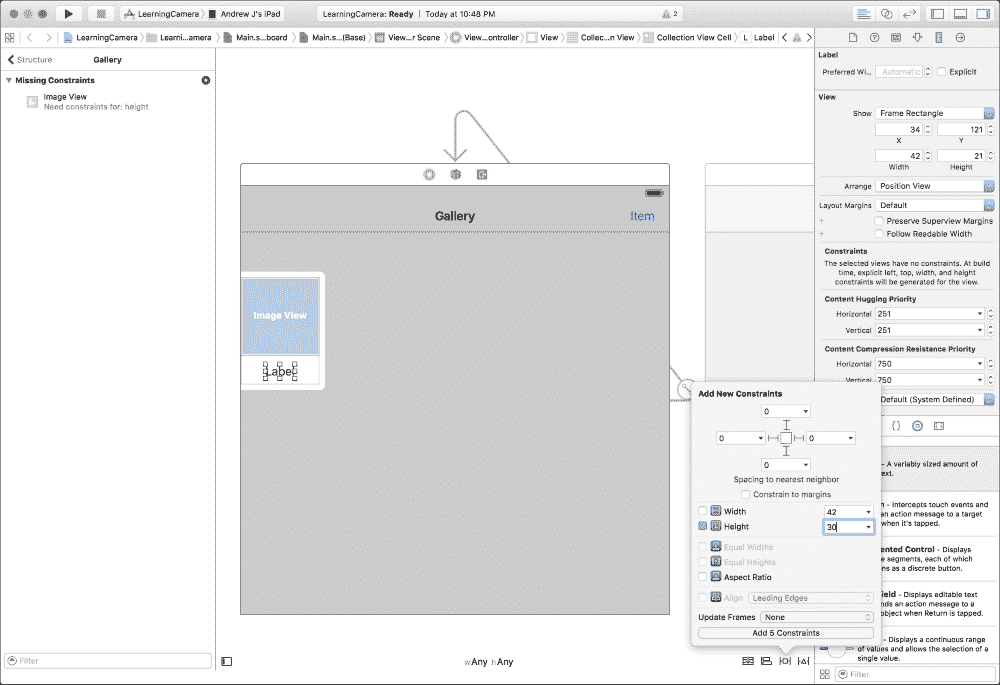 LearningCamera
Andrew J's iPad
LearningCamera: Ready
Today at 10:48 PM
2
LearningCamera
Learni...amera
Main.s...board
Main.s...(Base)
View...r Scene
View...ontroller
View
Collec...n View
Collection View Cell
L
Label
Structure
Gallery
Missing Constraints
Image View
Need constraints for: height
Gallery
Item
Image View
Label
Label
Preferred Wi...
Automatic
Explicit
View
Show
Frame Rectangle
34
121
X
Y
42
21
Width
Height
Arrange
Position View
Layout Margins
Default
Preserve Superview Margins
Follow Readable Width
Constraints
The selected views have no constraints. At build
time, explicit left, top, width, and height
constraints will be generated for the view.
Content Hugging Priority
Horizontal
251
Vertical
251
Content Compression Resistance Priority
Horizontal
750
Vertical
750
Default (System Defined)
Add New Constraints
0
0
0
0
Spacing to nearest neighbor
Constrain to margins
Width
42
Height
30
Equal Widths
Equal Heights
Aspect Ratio
Align
Leading Edges
Update Frames
None
Add 5 Constraints
- A variably sized amount of
ext.
- Intercepts touch events and
an action message to a target
when it's tapped.
ented Control - Displays
e segments, each of which
ons as a discrete button.
ield - Displays editable text
nds an action message to a
object when Return is tapped.
- Displays a continuous range
of values and allows the selection of a
single value.
Filter
wAny hAny
Filter